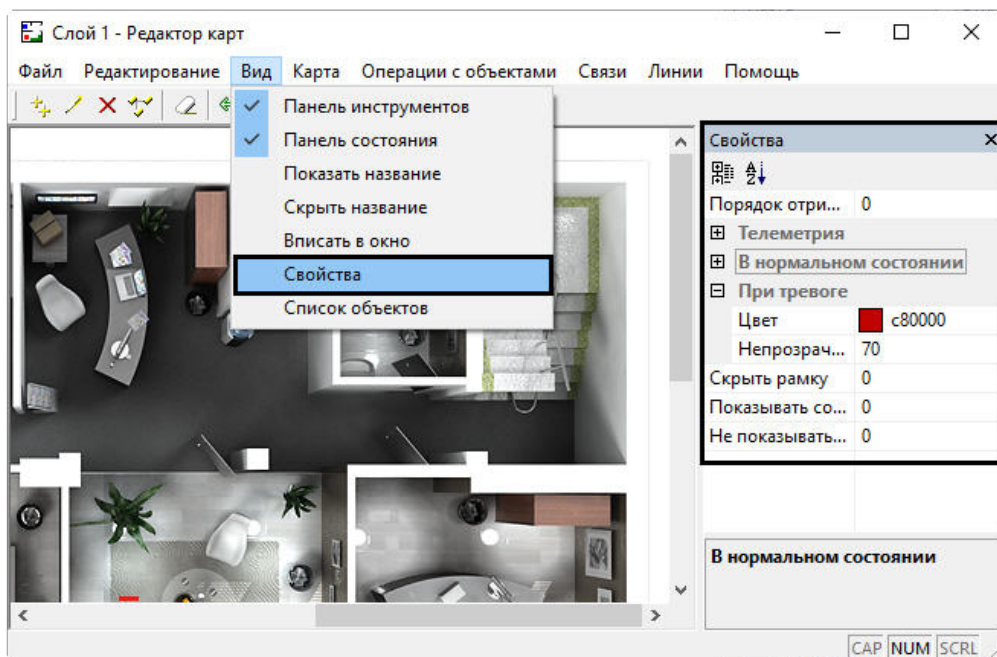 Слой 1 - Редактор карт
Файл Редактирование Вид Карта Операции с объектами Связи Линии Помощь
Панель инструментов
Панель состояния
Показать название
Скрыть название
Вписать в окно
Свойства
Список объектов
Свойства
Порядок отри... 0
Телеметрия
В нормальном состоянии
При тревоге
Цвет c80000
Непрозрач... 70
Скрыть рамку 0
Показывать со... 0
Не показывать... 0
В нормальном состоянии
CAP NUM SCRL